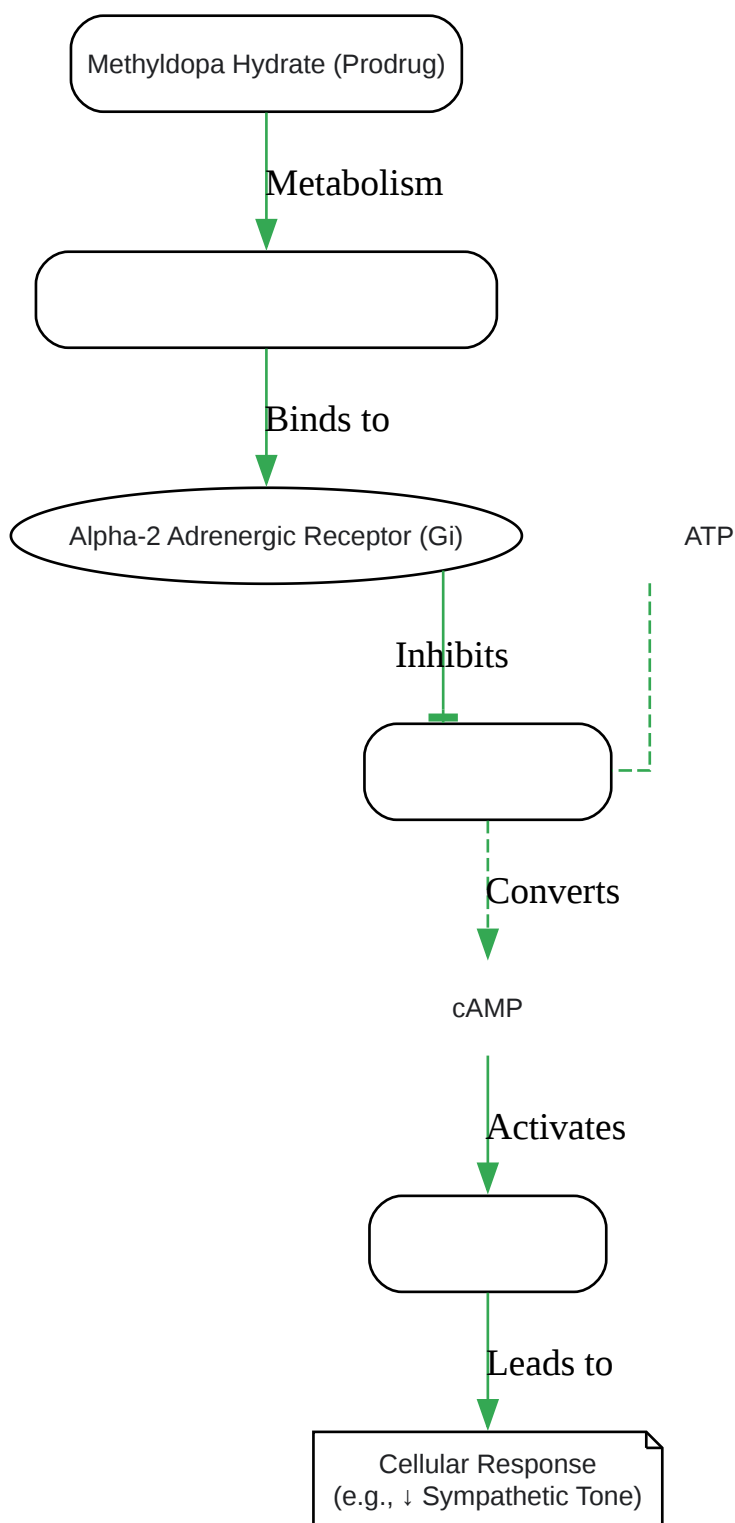 Methyldopa Hydrate (Prodrug)
Metabolism
Binds to
Alpha-2 Adrenergic Receptor (Gi)
ATP
Inhibits
Converts
cAMP
Activates
Leads to
Cellular Response
(e.g., ↓ Sympathetic Tone)